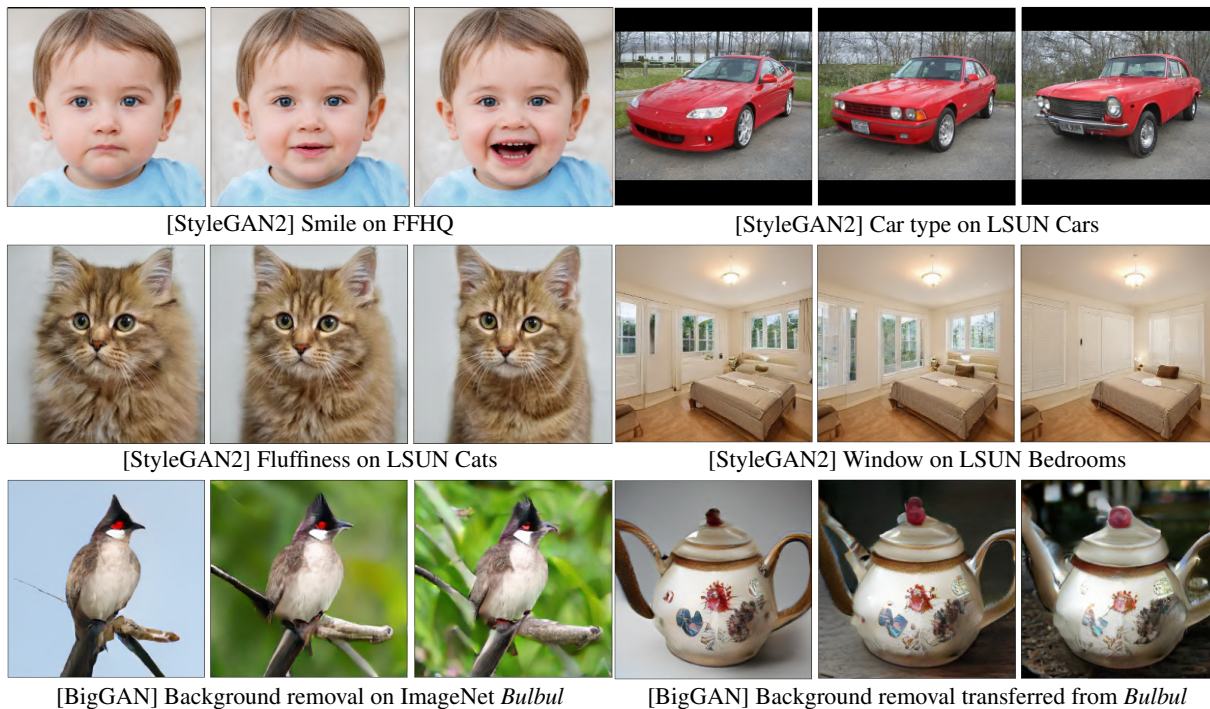 [StyleGAN2] Smile on FFHQ
[StyleGAN2] Car type on LSUN Cars
[StyleGAN2] Fluffiness on LSUN Cats
[StyleGAN2] Window on LSUN Bedrooms
[BigGAN] Background removal on ImageNet Bulbul
[BigGAN] Background removal transferred from Bulbul